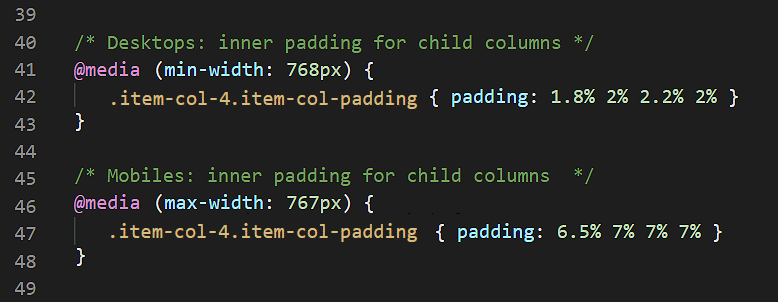 39
40 /* Desktops: inner padding for child columns */
41 @media (min-width: 768px) {
42 .item-col-4.item-col-padding { padding: 1.8% 2% 2.2% 2% }
43 }
44
45 /* Mobiles: inner padding for child columns  */
46 @media (max-width: 767px) {
47 .item-col-4.item-col-padding { padding: 6.5% 7% 7% 7% }
48 }
49